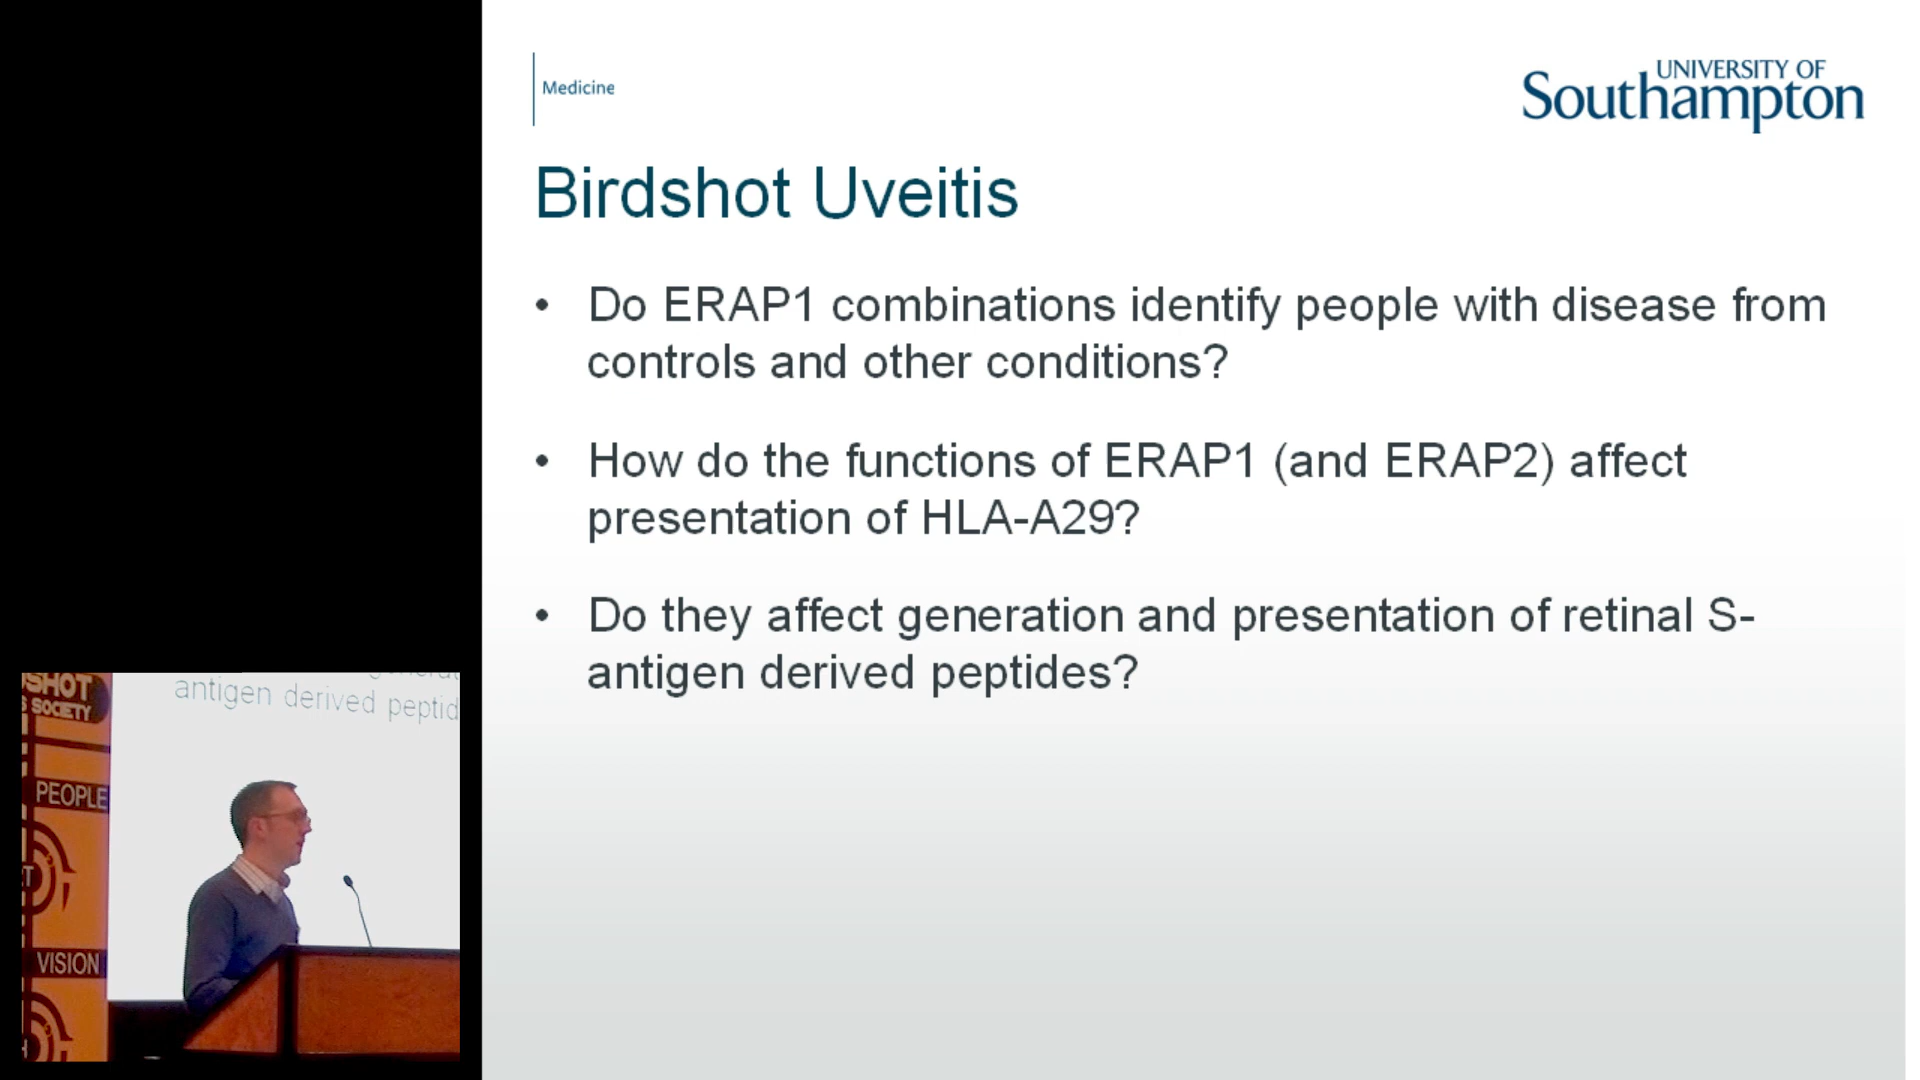 Medicine
UNIVERSITY OF
Southampton
Birdshot Uveitis
• Do ERAP1 combinations identify people with disease from
controls and other conditions?
• How do the functions of ERAP1 (and ERAP2) affect
presentation of HLA-A29?
• Do they affect generation and presentation of retinal S-
antigen derived peptides?
SHOT
SOCIETY
antigen derived peptid
PEOPLE
VISION